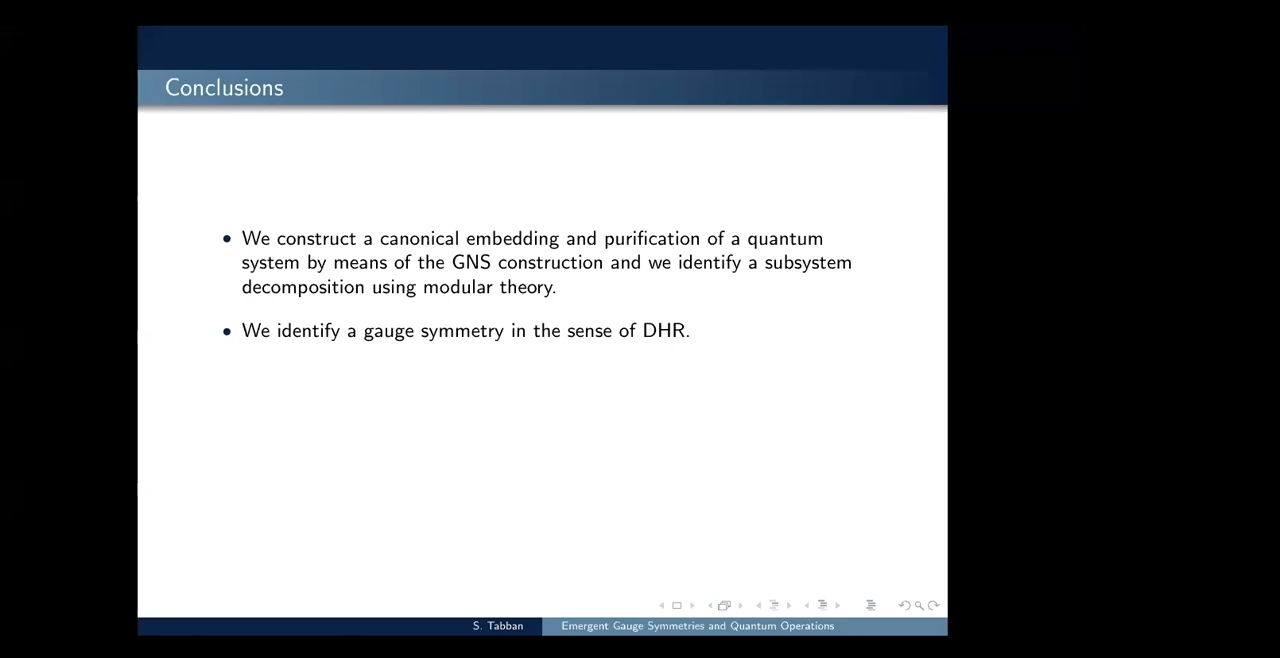 Conclusions
• We construct a canonical embedding and purification of a quantum
system by means of the GNS construction and we identify a subsystem
decomposition using modular theory.
• We identify a gauge symmetry in the sense of DHR.
S. Tabban
Emergent Gauge Symmetries and Quantum Operations